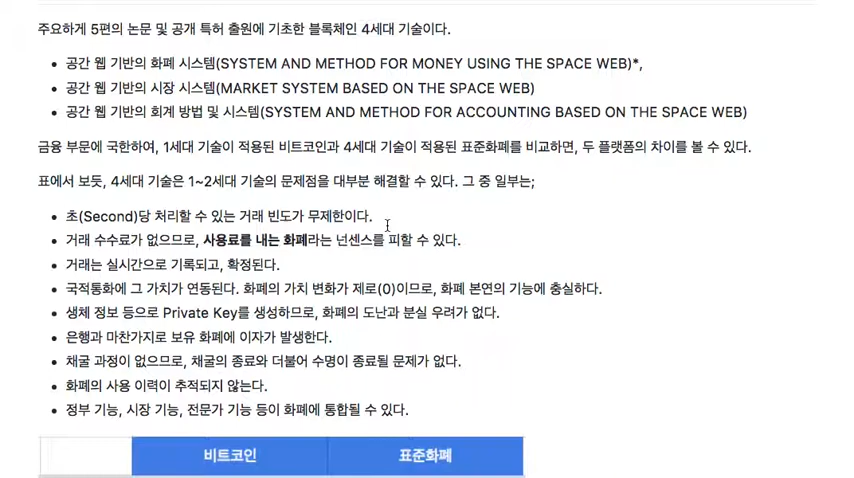 주요하게 5편의 논문 및 공개 특허 출원에 기초한 블록체인 4세대 기술이다.
공간 웹 기반의 화폐 시스템(SYSTEM AND METHOD FOR MONEY USING THE SPACE WEB)*,
공간 웹 기반의 시장 시스템(MARKET SYSTEM BASED ON THE SPACE WEB)
공간 웹 기반의 회계 방법 및 시스템(SYSTEM AND METHOD FOR ACCOUNTING BASED ON THE SPACE WEB)
금융 부문에 국한하여, 1세대 기술이 적용된 비트코인과 4세대 기술이 적용된 표준화폐를 비교하면, 두 플랫폼의 차이를 볼 수 있다.
표에서 보듯, 4세대 기술은 1~2세대 기술의 문제점을 대부분 해결할 수 있다. 그 중 일부는;
초(Second)당 처리할 수 있는 거래 빈도가 무제한이다.
거래 수수료가 없으므로, 사용료를 내는 화폐라는 넌센스를 피할 수 있다.
거래는 실시간으로 기록되고, 확정된다.
국적통화에 그 가치가 연동된다. 화폐의 가치 변화가 제로(0)이므로, 화폐 본연의 기능에 충실하다.
생체 정보 등으로 Private Key를 생성하므로, 화폐의 도난과 분실 우려가 없다.
은행과 마찬가지로 보유 화폐에 이자가 발생한다.
채굴 과정이 없으므로, 채굴의 종료와 더불어 수명이 종료될 문제가 없다.
화폐의 사용 이력이 추적되지 않는다.
정부 기능, 시장 기능, 전문가 기능 등이 화폐에 통합될 수 있다.
비트코인 표준화폐